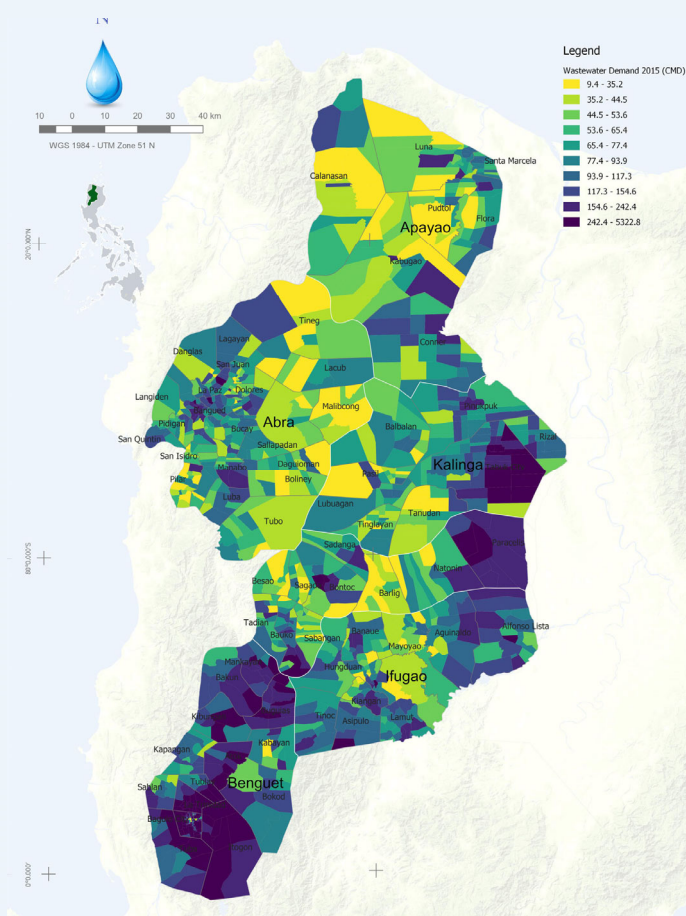 N
Legend
Wastewater Demand 2015 (CMD)
9.4 - 35.2
35.2 - 44.5
44.5 - 53.6
53.6 - 65.4
65.4 - 77.4
77.4 - 93.9
93.9 - 117.3
117.3 - 154.6
154.6 - 242.4
242.4 - 5322.8
10 0 10 20 30 40 km
WGS 1984 - UTM Zone 51 N
Luna
Santa Marcela
Calanasan
Pudtol
Flora
Apayao
Kabugao
Tineg
Lagayan
Conner
Danglas
San Juan
Lacub
La Paz
Dolores
Langiden
Malibcong
Bangued
Pidigan
Abra
Bucay
Balbalan
San Quintin
Rizal
Sallapadan
San Isidro
Daguioman
Kalinga
Manabo
Pilar
Boliney
Pasil
Luba
Lubuagan
Tubo
Tanudan
Tinglayan
Sadanga
Paracelis
Natonin
Besao
Sagada
Bontoc
Barlig
Tadian
Bauko
Sabangan
Banaue
Aguinaldo
Alfonso Lista
Mayoyao
Hungduan
Bakun
Ifugao
Kiangan
Tinoc
Asipulo
Lamut
Kabayan
Kapangan
Benguet
Sablan
Bokod